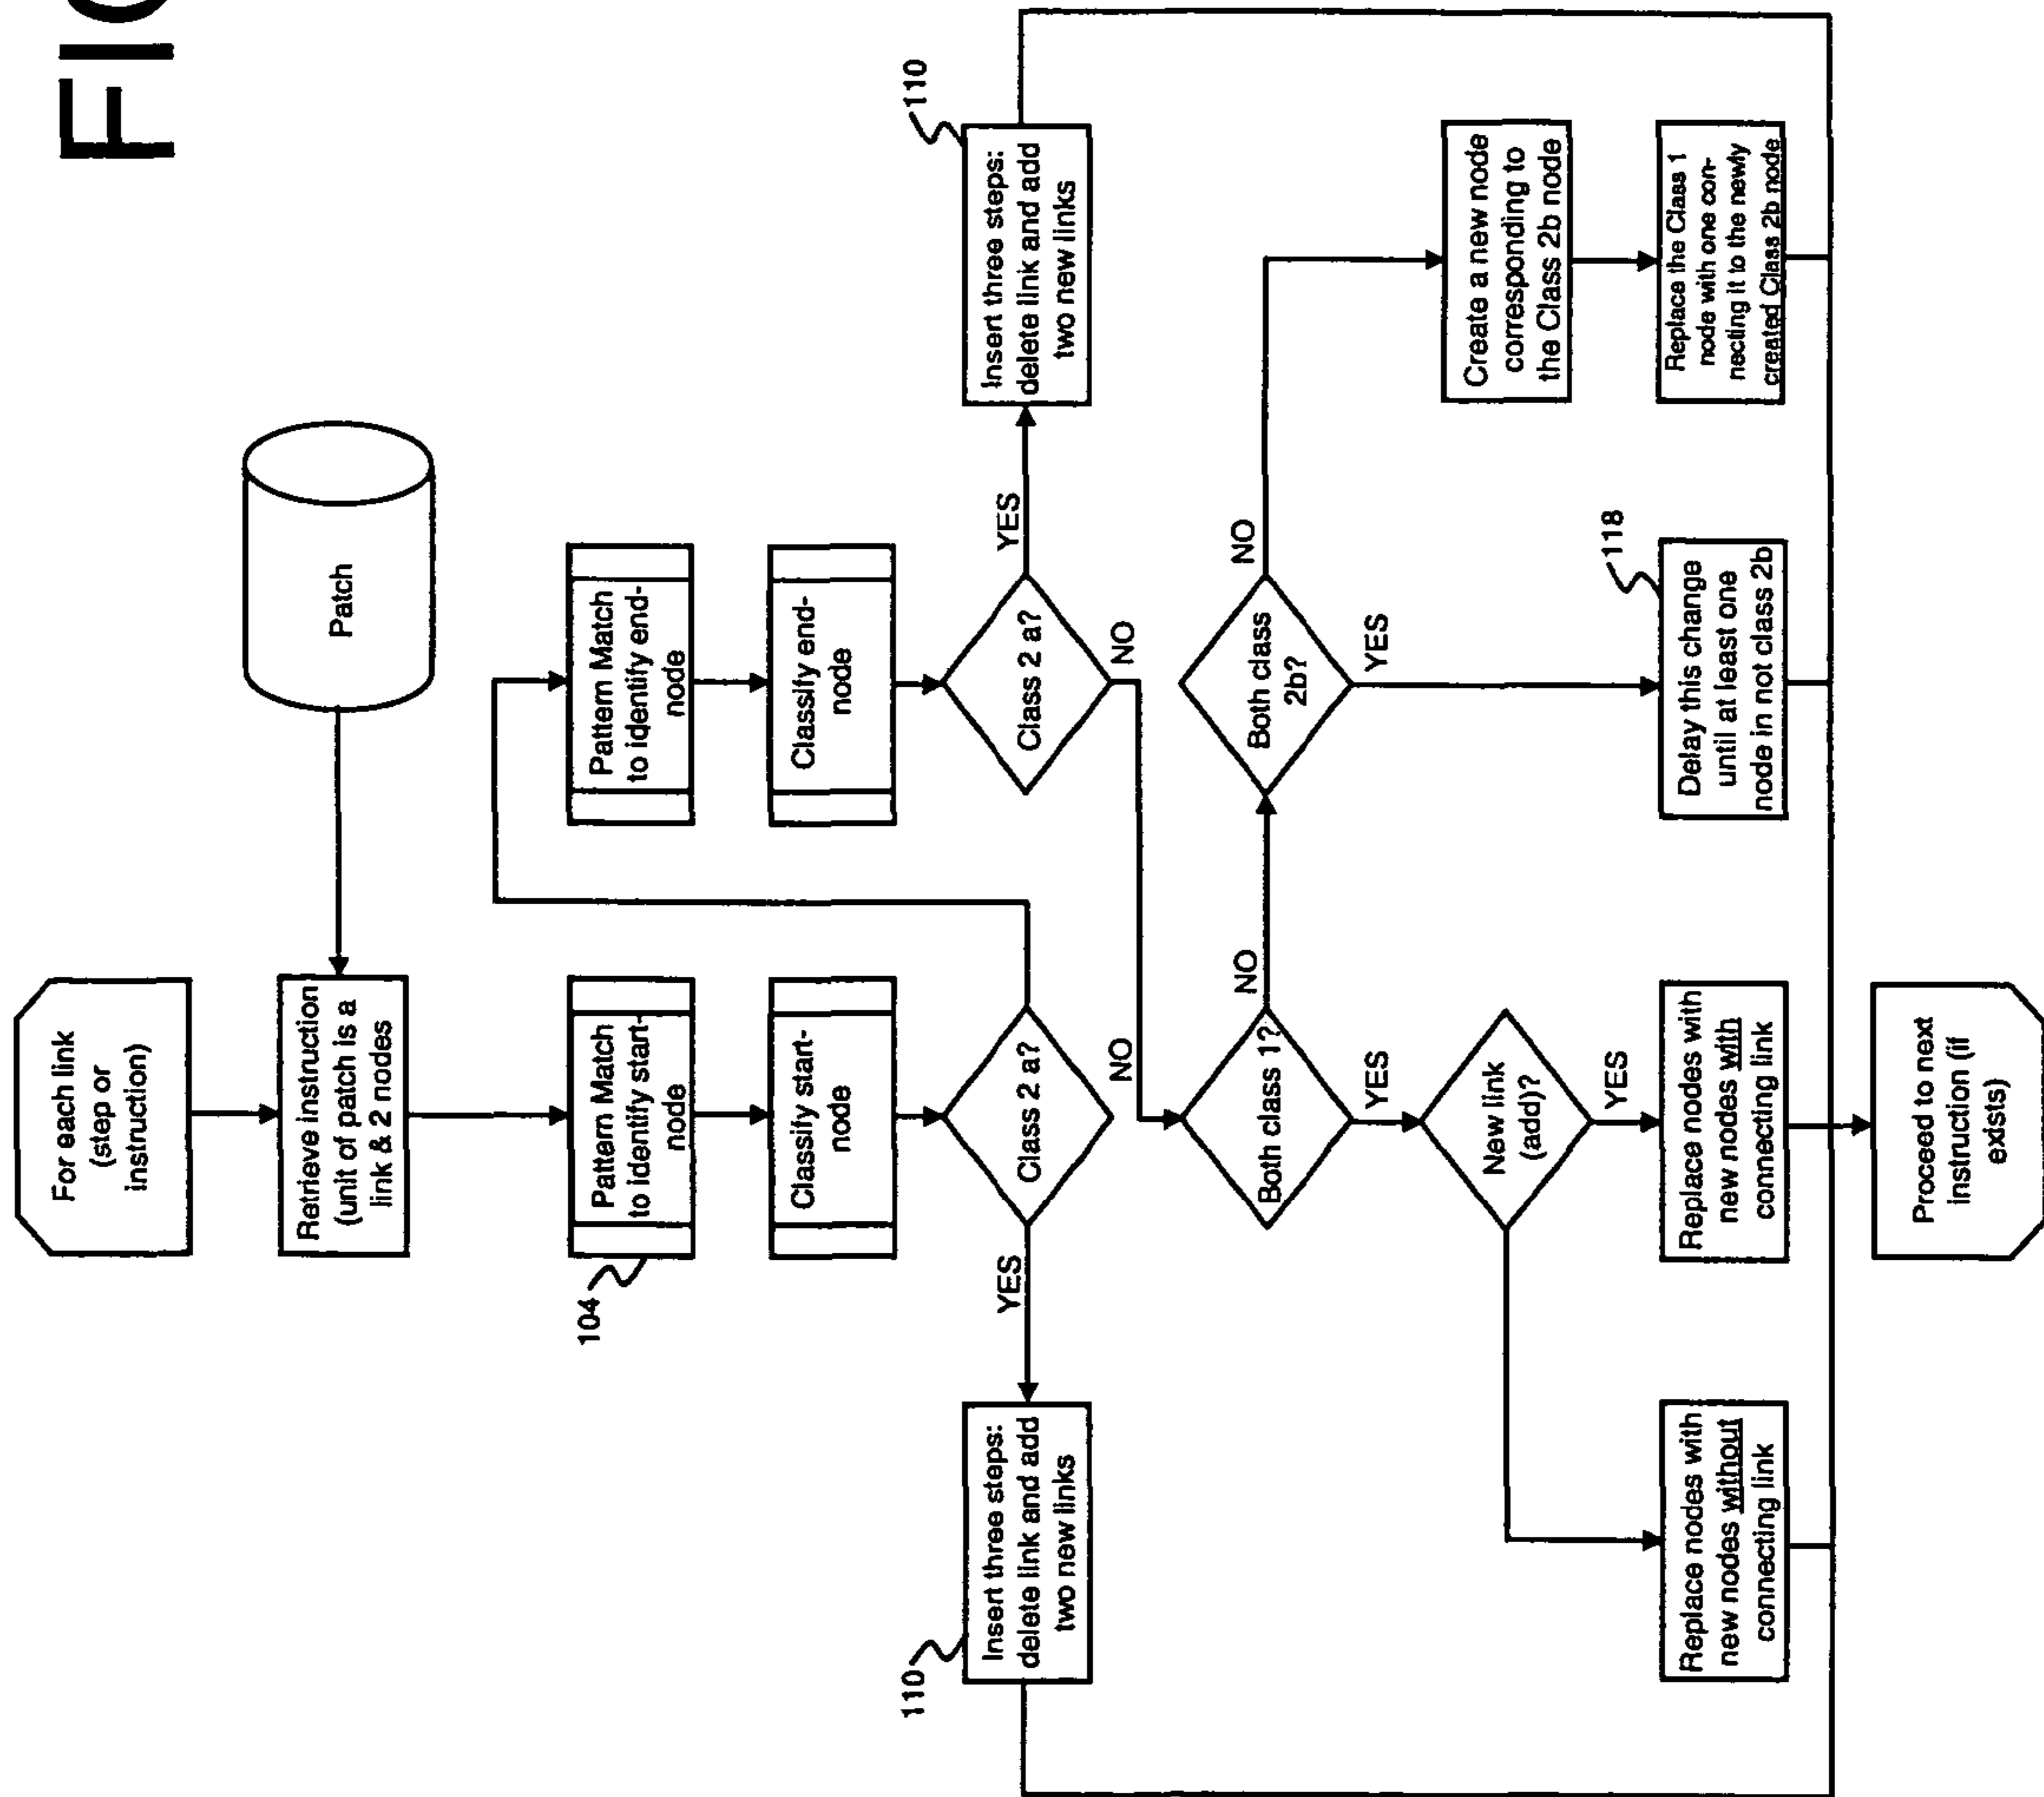 FIG
For each link
(step or
instruction)
Patch
Retrieve instruction
(unit of patch is a
link & 2 nodes
104
Pattern Match
to identify start-
node
Pattern Match
to identify end-
node
Classify start-
node
Classify end-
node
Class 2 a?
YES
NO
Class 2 a?
YES
NO
110
Insert three steps:
delete link and add
two new links
110
Insert three steps:
delete link and add
two new links
Both class 1?
NO
YES
Both class
2b?
NO
YES
New link
(add)?
YES
Create a new node
corresponding to
the Class 2b node
Replace nodes with
new nodes without
connecting link
Replace nodes with
new nodes with
connecting link
118
Delay this change
until at least one
node in not class 2b
Replace the Class 1
node with one con-
necting it to the newly
created Class 2b node
Proceed to next
instruction (if
exists)